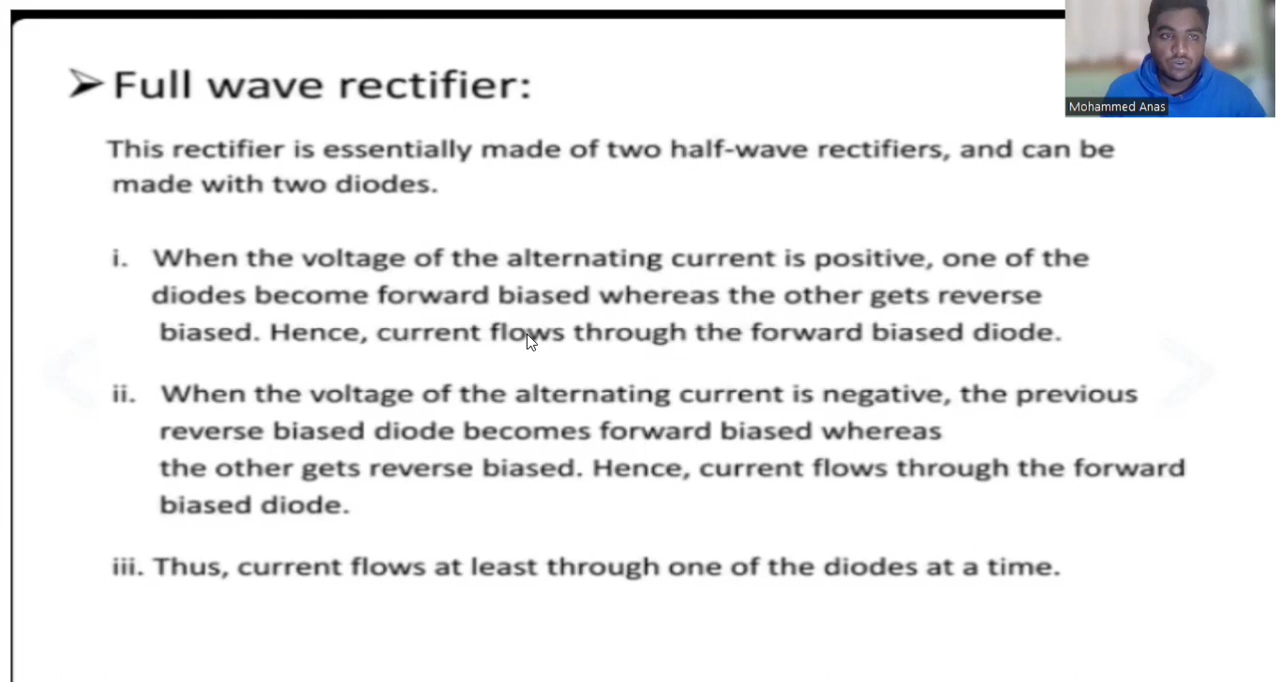 ➢ Full wave rectifier:
Mohammed Anas
This rectifier is essentially made of two half-wave rectifiers, and can be
made with two diodes.
i. When the voltage of the alternating current is positive, one of the
diodes become forward biased whereas the other gets reverse
biased. Hence, current flows through the forward biased diode.
ii. When the voltage of the alternating current is negative, the previous
reverse biased diode becomes forward biased whereas
the other gets reverse biased. Hence, current flows through the forward
biased diode.
iii. Thus, current flows at least through one of the diodes at a time.